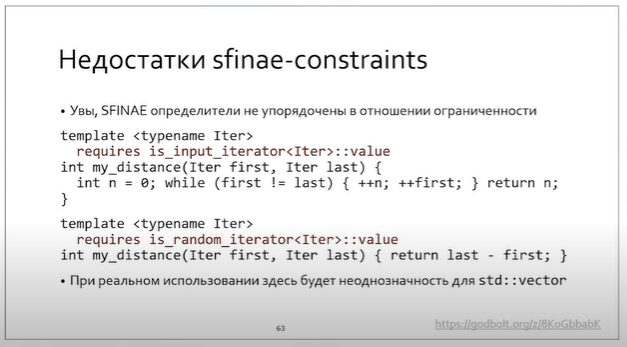 Недостатки sfinae-constraints
• Увы, SFINAE определители не упорядочены в отношении ограниченности
template <typename Iter>
requires is_input_iterator<Iter>::value
int my_distance(Iter first, Iter last) {
int n = 0; while (first != last) { ++n; ++first; } return n;
}
template <typename Iter>
requires is_random_iterator<Iter>::value
int my_distance(Iter first, Iter last) { return last - first; }
• При реальном использовании здесь будет неоднозначность для std::vector
63
https://godbolt.org/z/8KoGbbabK